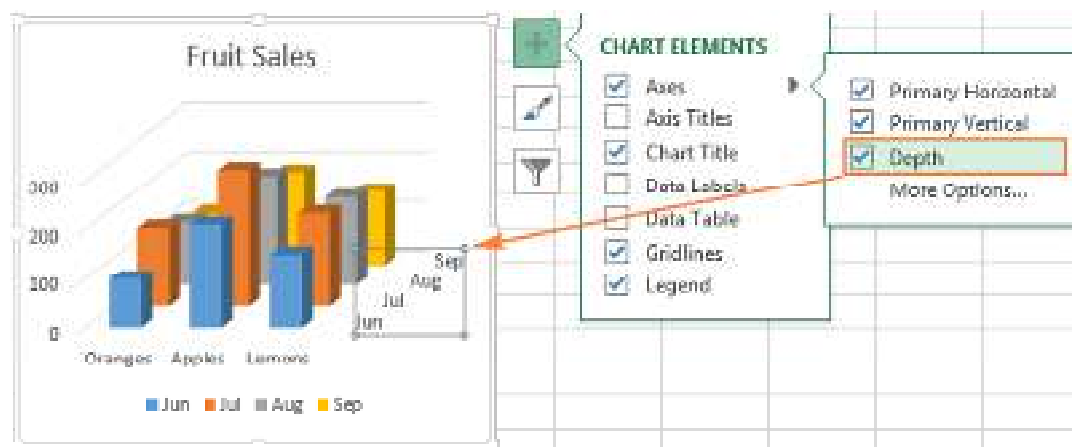 Fruit Sales
300
200
100
0
Sep
Aug
Jul
Jun
Oranges Apples Lemons
Jun Jul Aug Sep
CHART ELEMENTS
Axes
Axis Titles
Chart Title
Data Labels
Data Table
Gridlines
Legend
Primary Horizontal
Primary Vertical
Depth
More Options...